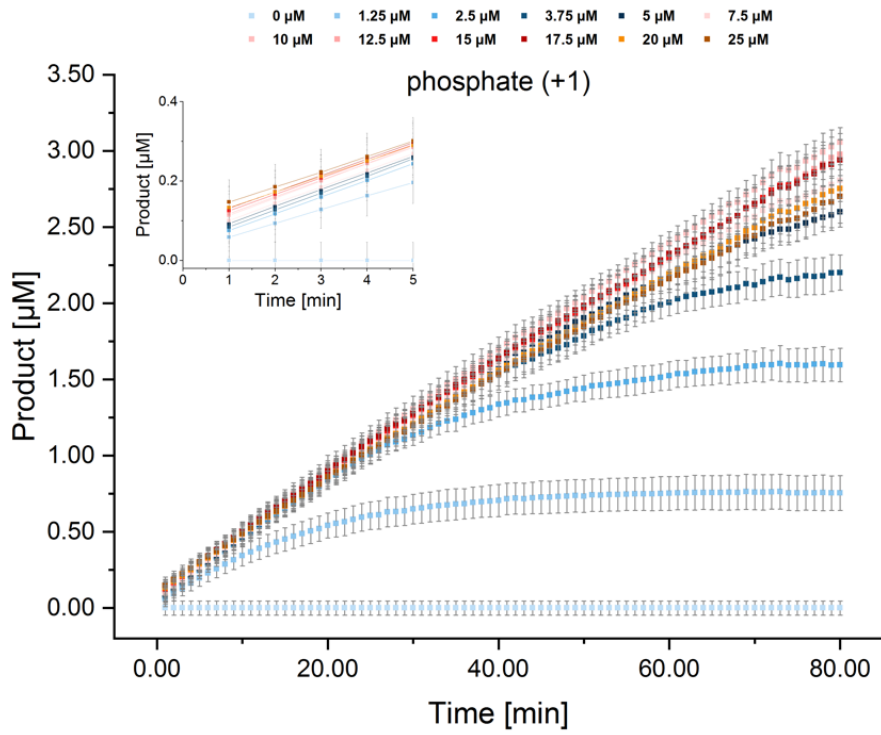 0 µM 1.25 µM 2.5 µM 3.75 µM 5 µM 7.5 µM
10 µM 12.5 µM 15 µM 17.5 µM 20 µM 25 µM
phosphate (+1)
3.50
3.00
2.50
2.00
1.50
1.00
0.50
0.00
Product [µM]
0.4
0.2
0.0
Product [µM]
0 1 2 3 4 5
Time [min]
0.00 20.00 40.00 60.00 80.00
Time [min]